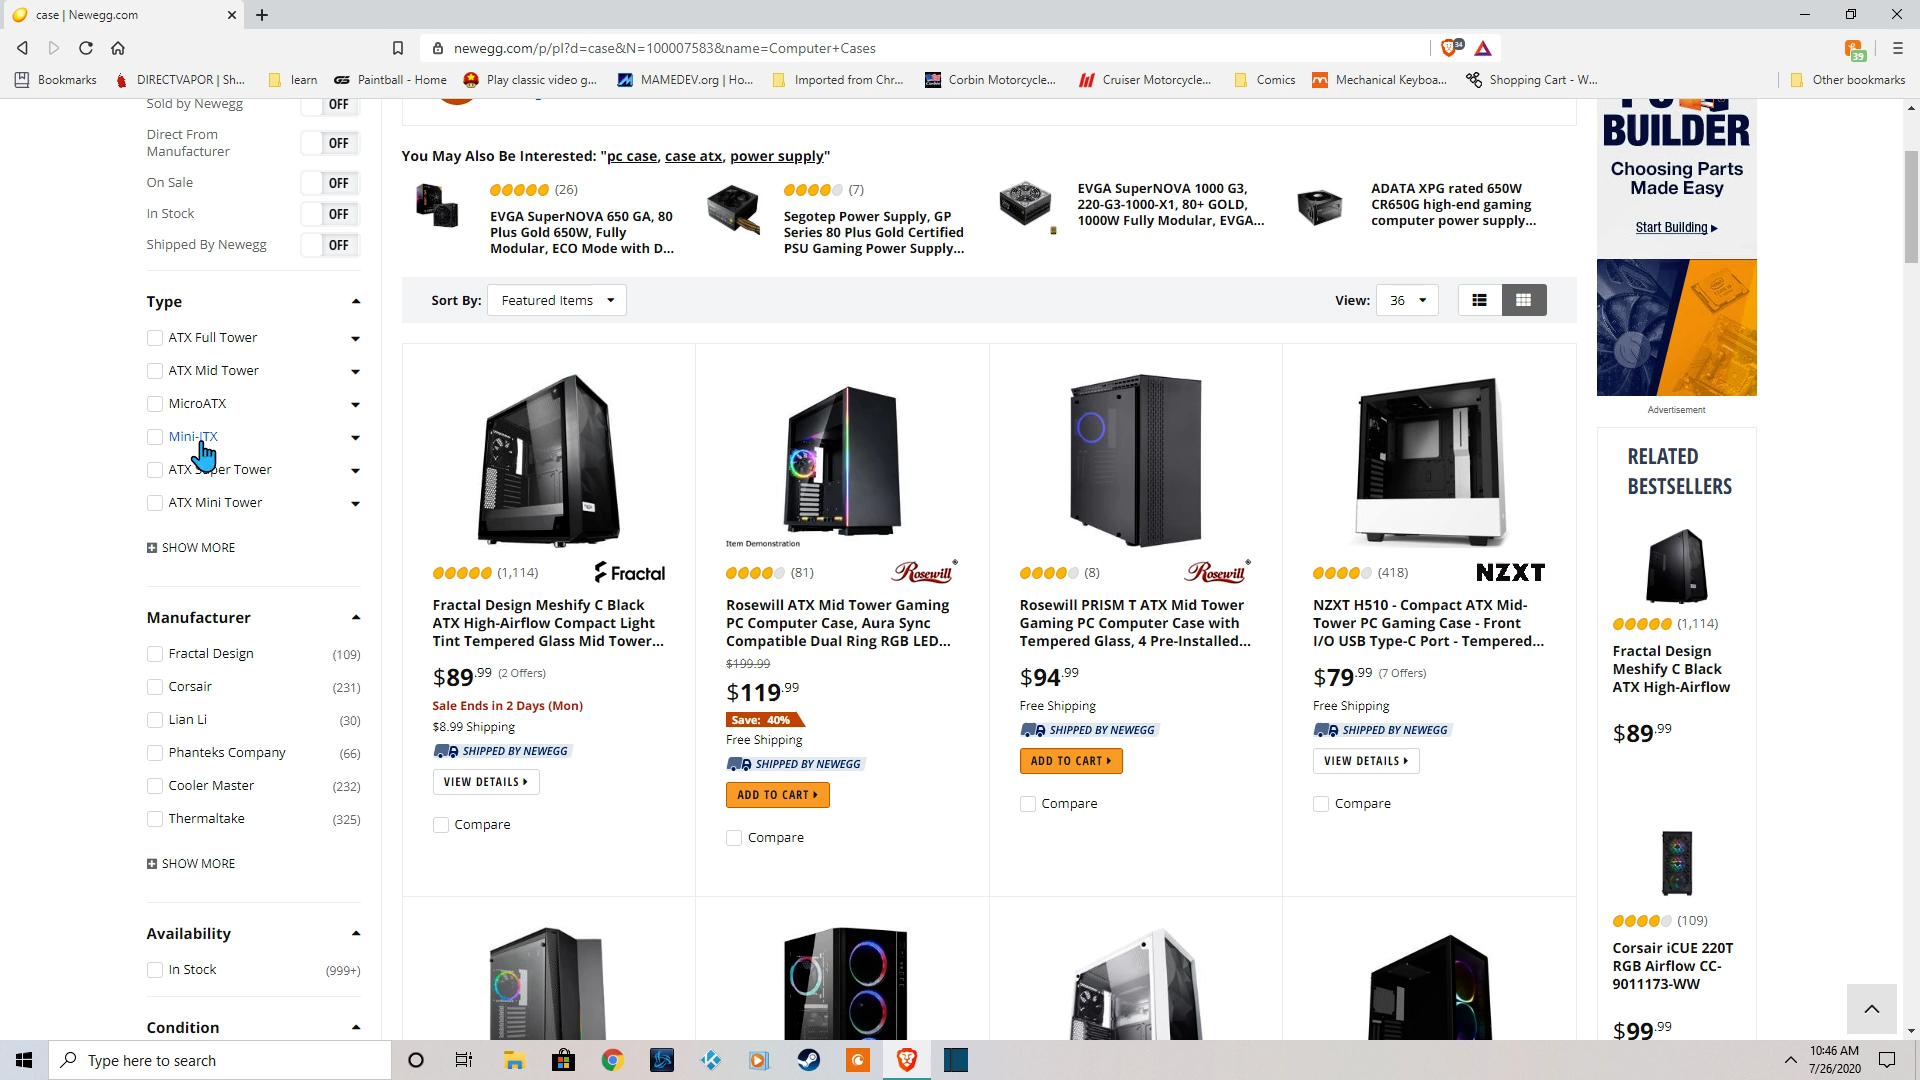 case | Newegg.com
newegg.com/p/pl?d=case&N=100007583&name=Computer+Cases
34
39
Bookmarks
DIRECTVAPOR | Sh...
learn
Paintball - Home
Play classic video g...
MAMEDEV.org | Ho...
Imported from Chr...
Corbin Motorcycle...
Cruiser Motorcycle...
Comics
Mechanical Keyboa...
Shopping Cart - W...
Other bookmarks
Sold by Newegg
OFF
Direct From
Manufacturer
OFF
On Sale
OFF
In Stock
OFF
Shipped By Newegg
OFF
Type
ATX Full Tower
ATX Mid Tower
MicroATX
Mini-ITX
ATX Super Tower
ATX Mini Tower
SHOW MORE
Manufacturer
Fractal Design (109)
Corsair (231)
Lian Li (30)
Phanteks Company (66)
Cooler Master (232)
Thermaltake (325)
SHOW MORE
Availability
In Stock (999+)
Condition
You May Also Be Interested: "pc case, case atx, power supply"
(26)
EVGA SuperNOVA 650 GA, 80
Plus Gold 650W, Fully
Modular, ECO Mode with D...
(7)
Segotep Power Supply, GP
Series 80 Plus Gold Certified
PSU Gaming Power Supply...
EVGA SuperNOVA 1000 G3,
220-G3-1000-X1, 80+ GOLD,
1000W Fully Modular, EVGA...
ADATA XPG rated 650W
CR650G high-end gaming
computer power supply...
Sort By: Featured Items
View: 36
(1,114)
Fractal
Fractal Design Meshify C Black
ATX High-Airflow Compact Light
Tint Tempered Glass Mid Tower...
$89.99 (2 Offers)
Sale Ends in 2 Days (Mon)
$8.99 Shipping
SHIPPED BY NEWEGG
VIEW DETAILS
Compare
Item Demonstration
(81)
Rosewill®
Rosewill ATX Mid Tower Gaming
PC Computer Case, Aura Sync
Compatible Dual Ring RGB LED...
$199.99
$119.99
Save: 40%
Free Shipping
SHIPPED BY NEWEGG
ADD TO CART
Compare
(8)
Rosewill®
Rosewill PRISM T ATX Mid Tower
Gaming PC Computer Case with
Tempered Glass, 4 Pre-Installed...
$94.99
Free Shipping
SHIPPED BY NEWEGG
ADD TO CART
Compare
(418)
NZXT
NZXT H510 - Compact ATX Mid-
Tower PC Gaming Case - Front
I/O USB Type-C Port - Tempered...
$79.99 (7 Offers)
Free Shipping
SHIPPED BY NEWEGG
VIEW DETAILS
Compare
BUILDER
Choosing Parts
Made Easy
Start Building
Advertisement
RELATED
BESTSELLERS
(1,114)
Fractal Design
Meshify C Black
ATX High-Airflow
$89.99
(109)
Corsair iCUE 220T
RGB Airflow CC-
9011173-WW
$99.99
Type here to search
10:46 AM
7/26/2020